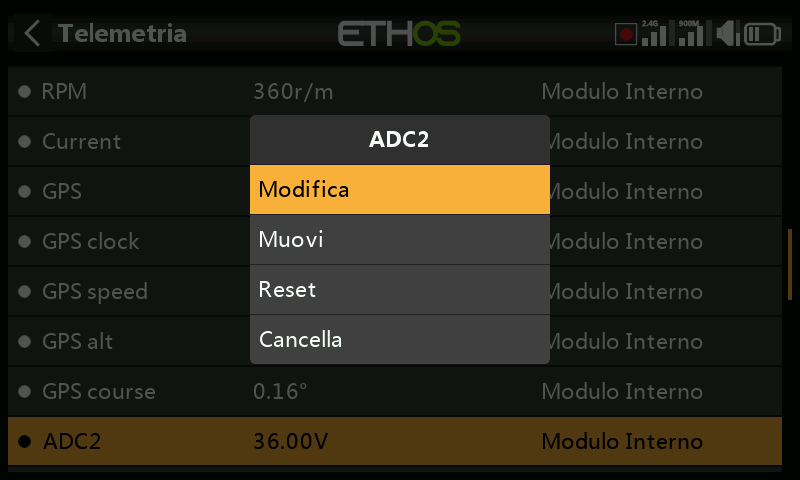 Telemetria ETHOS 2.4G 900M
RPM 360r/m Modulo Interno
Current Modulo Interno
GPS Modulo Interno
GPS clock Modulo Interno
GPS speed Modulo Interno
GPS alt Modulo Interno
GPS course 0.16° Modulo Interno
ADC2 36.00V Modulo Interno
ADC2
Modifica
Muovi
Reset
Cancella